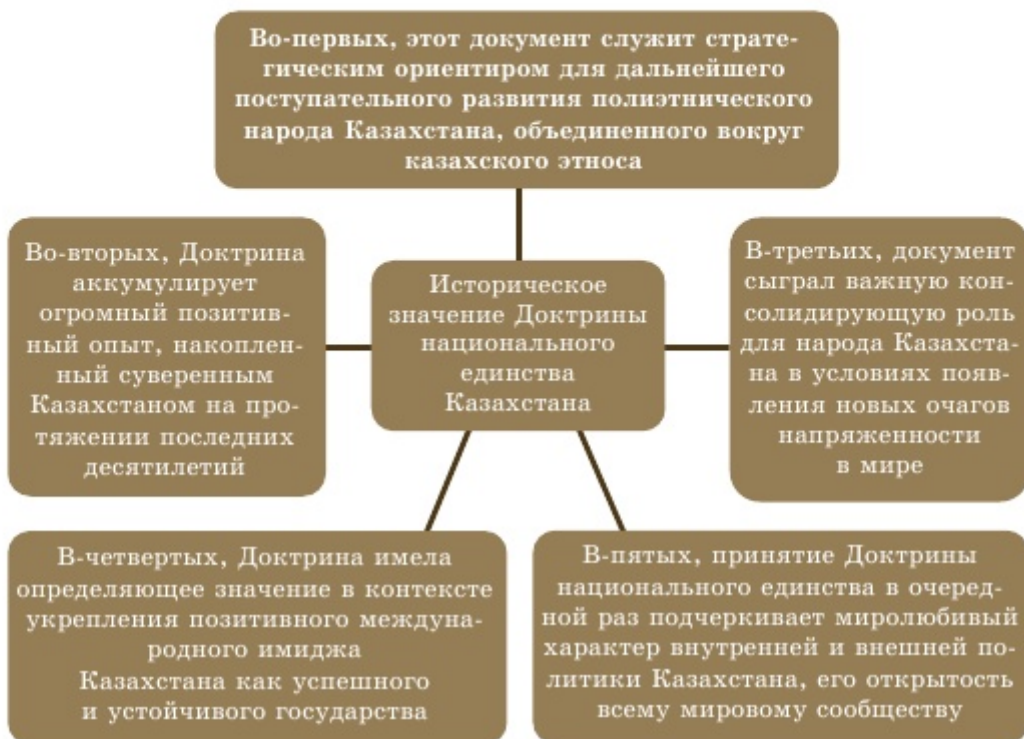 Во-первых, этот документ служит страте-
гическим ориентиром для дальнейшего
поступательного развития полиэтнического
народа Казахстана, объединенного вокруг
казахского этноса
Во-вторых, Доктрина
аккумулирует
огромный позитив-
ный опыт, накоплен-
ный суверенным
Казахстаном на про-
тяжении последних
десятилетий
Историческое
значение Доктрины
национального
единства
Казахстана
В-третьих, документ
сыграл важную кон-
солидирующую роль
для народа Казахста-
на в условиях появ-
ления новых очагов
напряженности
в мире
В-четвертых, Доктрина имела
определяющее значение в контексте
укрепления позитивного междуна-
родного имиджа
Казахстана как успешного
и устойчивого государства
В-пятых, принятие Доктрины
национального единства в очеред-
ной раз подчеркивает миролюбивый
характер внутренней и внешней по-
литики Казахстана, его открытость
всему мировому сообществу